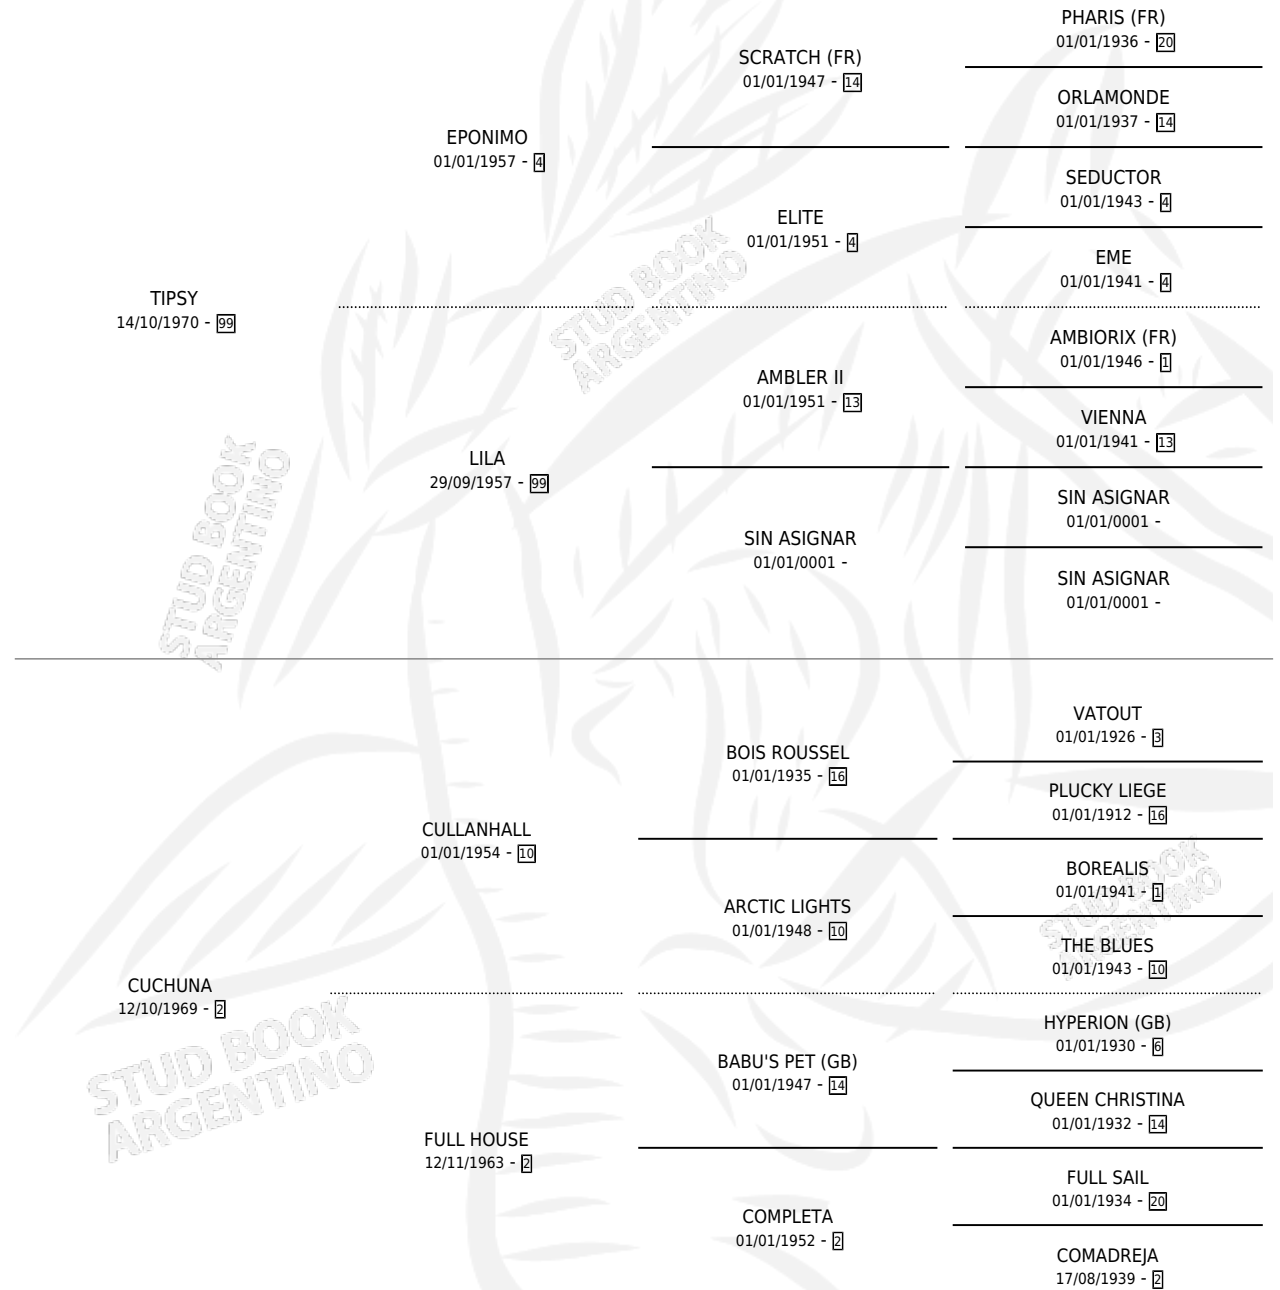 PHARIS (FR)
01/01/1936 - 20
SCRATCH (FR)
01/01/1947 - 14
ORLAMONDE
01/01/1937 - 14
EPONIMO
01/01/1957 - 4
SEDUCTOR
01/01/1943 - 4
ELITE
01/01/1951 - 4
EME
01/01/1941 - 4
TIPSY
14/10/1970 - 99
AMBIORIX (FR)
01/01/1946 - 1
AMBLER II
01/01/1951 - 13
VIENNA
01/01/1941 - 13
LILA
29/09/1957 - 99
SIN ASIGNAR
01/01/0001 -
SIN ASIGNAR
01/01/0001 -
SIN ASIGNAR
01/01/0001 -
VATOUT
01/01/1926 - 3
BOIS ROUSSEL
01/01/1935 - 16
PLUCKY LIEGE
01/01/1912 - 16
CULLANHALL
01/01/1954 - 10
BOREALIS
01/01/1941 - 1
ARCTIC LIGHTS
01/01/1948 - 10
THE BLUES
01/01/1943 - 10
CUCHUNA
12/10/1969 - 2
HYPERION (GB)
01/01/1930 - 6
BABU'S PET (GB)
01/01/1947 - 14
QUEEN CHRISTINA
01/01/1932 - 14
FULL HOUSE
12/11/1963 - 2
FULL SAIL
01/01/1934 - 20
COMPLETA
01/01/1952 - 2
COMADREJA
17/08/1939 - 2
STUD BOOK
ARGENTINO
STUD BOOK
ARGENTINO
STUD BOOK
ARGENTINO
STUD BOOK
ARGENTINO